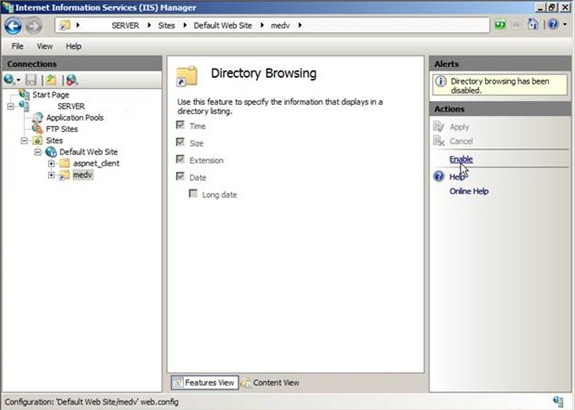 Internet Information Services (IIS) Manager
SERVER Sites Default Web Site medv
File View Help
Connections
Start Page
SERVER
Application Pools
FTP Sites
Sites
Default Web Site
aspnet_client
medv
Directory Browsing
Use this feature to specify the information that displays in a
directory listing.
Time
Size
Extension
Date
Long date
Features View Content View
Alerts
Directory browsing has been
disabled.
Actions
Apply
Cancel
Enable
Help
Online Help
Configuration: 'Default Web Site/medv' web.config